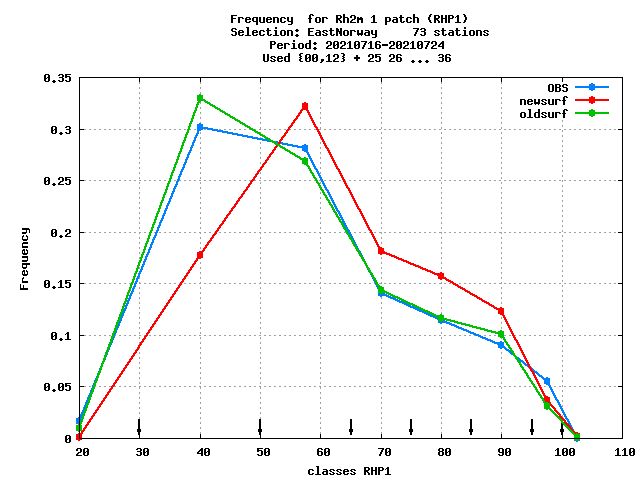 Frequency  for Rh2m 1 patch (RHP1)
Selection: EastNorway     73 stations
Period: 20210716-20210724
Used {00,12} + 25 26 ... 36
OBS
newsurf
oldsurf
0.35
0.3
0.25
0.2
0.15
0.1
0.05
0
Frequency
20 30 40 50 60 70 80 90 100 110
classes RHP1